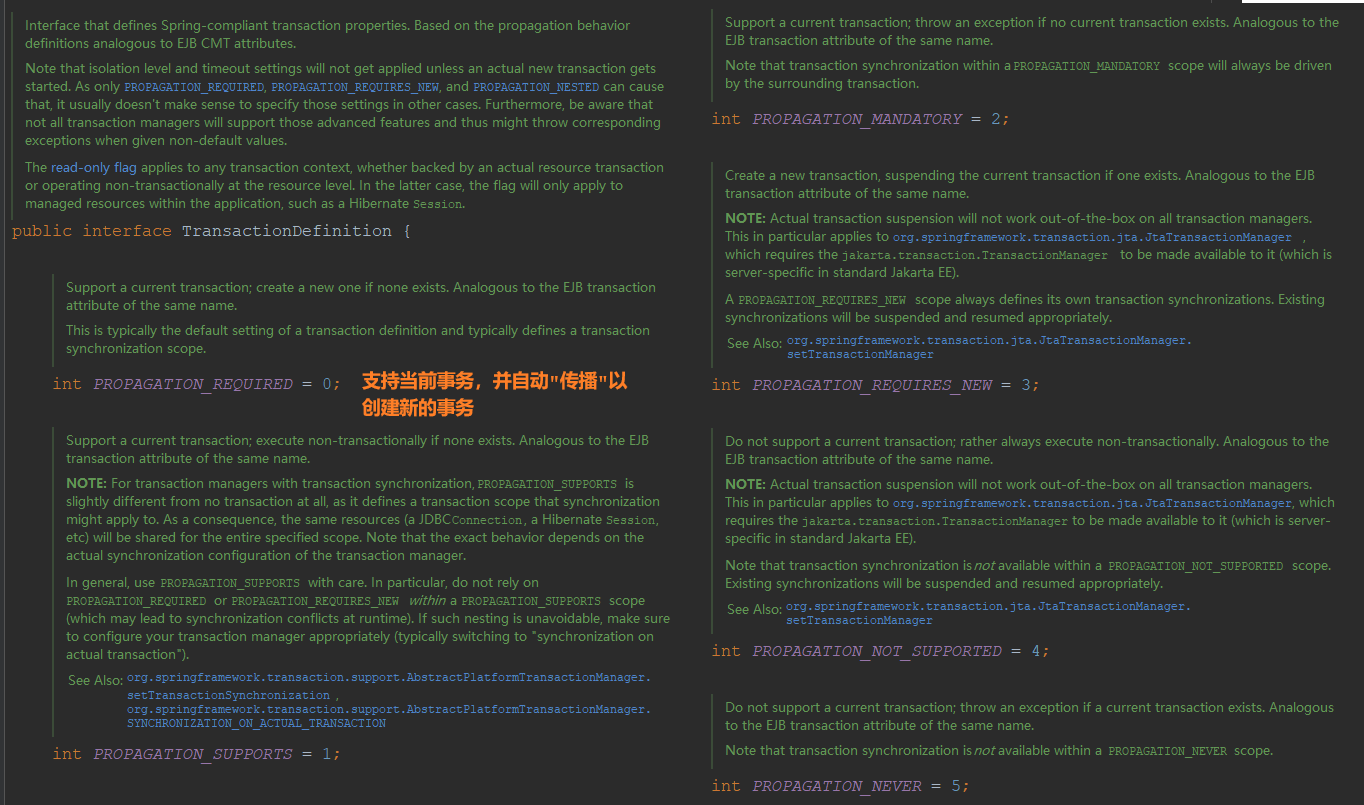 Interface that defines Spring-compliant transaction properties. Based on the propagation behavior
definitions analogous to EJB CMT attributes.
Note that isolation level and timeout settings will not get applied unless an actual new transaction gets
started. As only PROPAGATION_REQUIRED, PROPAGATION_REQUIRES_NEW, and PROPAGATION_NESTED can cause
that, it usually doesn't make sense to specify those settings in other cases. Furthermore, be aware that
not all transaction managers will support those advanced features and thus might throw corresponding
exceptions when given non-default values.
The read-only flag applies to any transaction context, whether backed by an actual resource transaction
or operating non-transactionally at the resource level. In the latter case, the flag will only apply to
managed resources within the application, such as a Hibernate Session.
public interface TransactionDefinition {
Support a current transaction; create a new one if none exists. Analogous to the EJB transaction
attribute of the same name.
This is typically the default setting of a transaction definition and typically defines a transaction
synchronization scope.
int PROPAGATION_REQUIRED = 0;
支持当前事务，并自动"传播"以
创建新的事务
Support a current transaction; execute non-transactionally if none exists. Analogous to the EJB
transaction attribute of the same name.
NOTE: For transaction managers with transaction synchronization, PROPAGATION_SUPPORTS is
slightly different from no transaction at all, as it defines a transaction scope that synchronization
might apply to. As a consequence, the same resources (a JDBC Connection, a Hibernate Session,
etc) will be shared for the entire specified scope. Note that the exact behavior depends on the
actual synchronization configuration of the transaction manager.
In general, use PROPAGATION_SUPPORTS with care. In particular, do not rely on
PROPAGATION_REQUIRED or PROPAGATION_REQUIRES_NEW within a PROPAGATION_SUPPORTS scope
(which may lead to synchronization conflicts at runtime). If such nesting is unavoidable, make sure
to configure your transaction manager appropriately (typically switching to "synchronization on
actual transaction").
See Also: org.springframework.transaction.support.AbstractPlatformTransactionManager.
setTransactionSynchronization ,
org.springframework.transaction.support.AbstractPlatformTransactionManager.
SYNCHRONIZATION_ON_ACTUAL_TRANSACTION
int PROPAGATION_SUPPORTS = 1;
Support a current transaction; throw an exception if no current transaction exists. Analogous to the
EJB transaction attribute of the same name.
Note that transaction synchronization within a PROPAGATION_MANDATORY scope will always be driven
by the surrounding transaction.
int PROPAGATION_MANDATORY = 2;
Create a new transaction, suspending the current transaction if one exists. Analogous to the EJB
transaction attribute of the same name.
NOTE: Actual transaction suspension will not work out-of-the-box on all transaction managers.
This in particular applies to org.springframework.transaction.jta.JtaTransactionManager ,
which requires the jakarta.transaction.TransactionManager to be made available to it (which is
server-specific in standard Jakarta EE).
A PROPAGATION_REQUIRES_NEW scope always defines its own transaction synchronizations. Existing
synchronizations will be suspended and resumed appropriately.
See Also: org.springframework.transaction.jta.JtaTransactionManager.
setTransactionManager
int PROPAGATION_REQUIRES_NEW = 3;
Do not support a current transaction; rather always execute non-transactionally. Analogous to the
EJB transaction attribute of the same name.
NOTE: Actual transaction suspension will not work out-of-the-box on all transaction managers.
This in particular applies to org.springframework.transaction.jta.JtaTransactionManager, which
requires the jakarta.transaction.TransactionManager to be made available to it (which is server-
specific in standard Jakarta EE).
Note that transaction synchronization is not available within a PROPAGATION_NOT_SUPPORTED scope.
Existing synchronizations will be suspended and resumed appropriately.
See Also: org.springframework.transaction.jta.JtaTransactionManager.
setTransactionManager
int PROPAGATION_NOT_SUPPORTED = 4;
Do not support a current transaction; throw an exception if a current transaction exists. Analogous
to the EJB transaction attribute of the same name.
Note that transaction synchronization is not available within a PROPAGATION_NEVER scope.
int PROPAGATION_NEVER = 5;